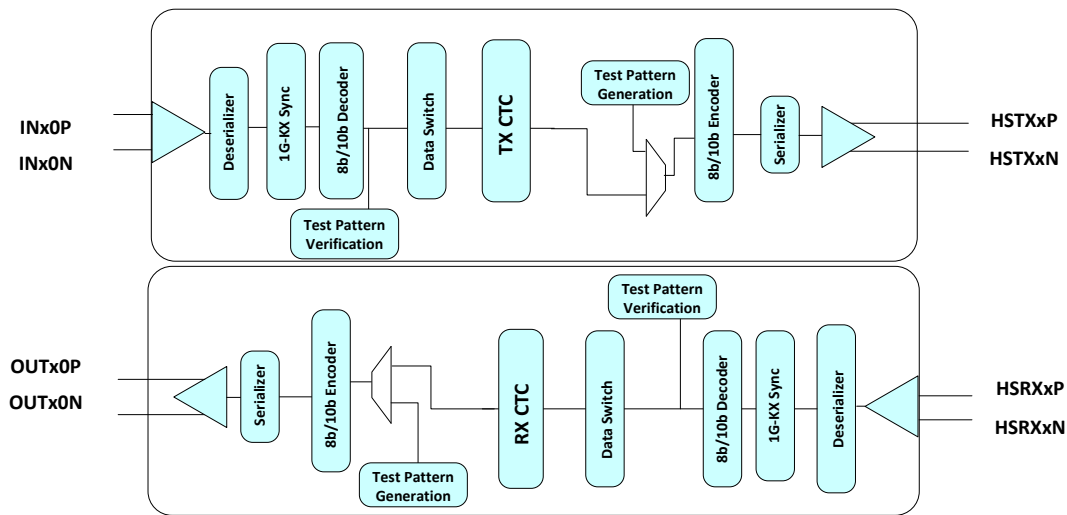 INx0P
INx0N
Deserializer
1G-KX Sync
8b/10b Decoder
Test Pattern
Verification
Data Switch
TX CTC
Test Pattern
Generation
8b/10b Encoder
Serializer
HSTXxP
HSTXxN
OUTx0P
OUTx0N
Serializer
8b/10b Encoder
Test Pattern
Generation
RX CTC
Data Switch
Test Pattern
Verification
8b/10b Decoder
1G-KX Sync
Deserializer
HSRXxP
HSRXxN